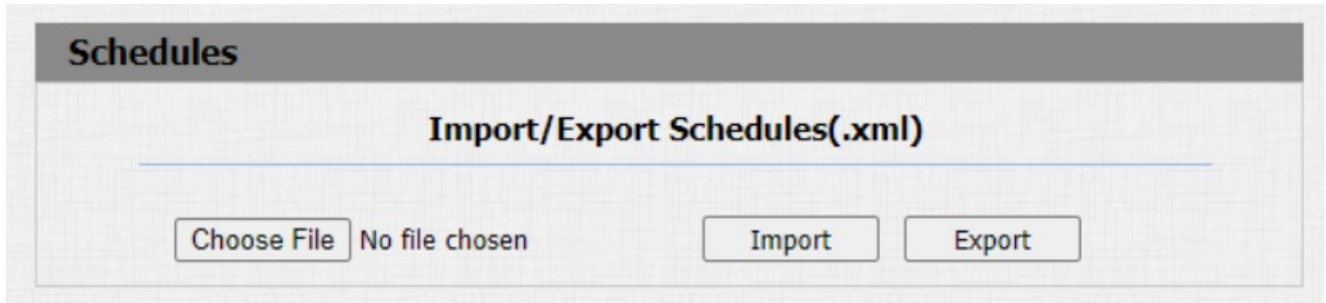 Schedules
Import/Export Schedules(.xml)
Choose File No file chosen Import Export